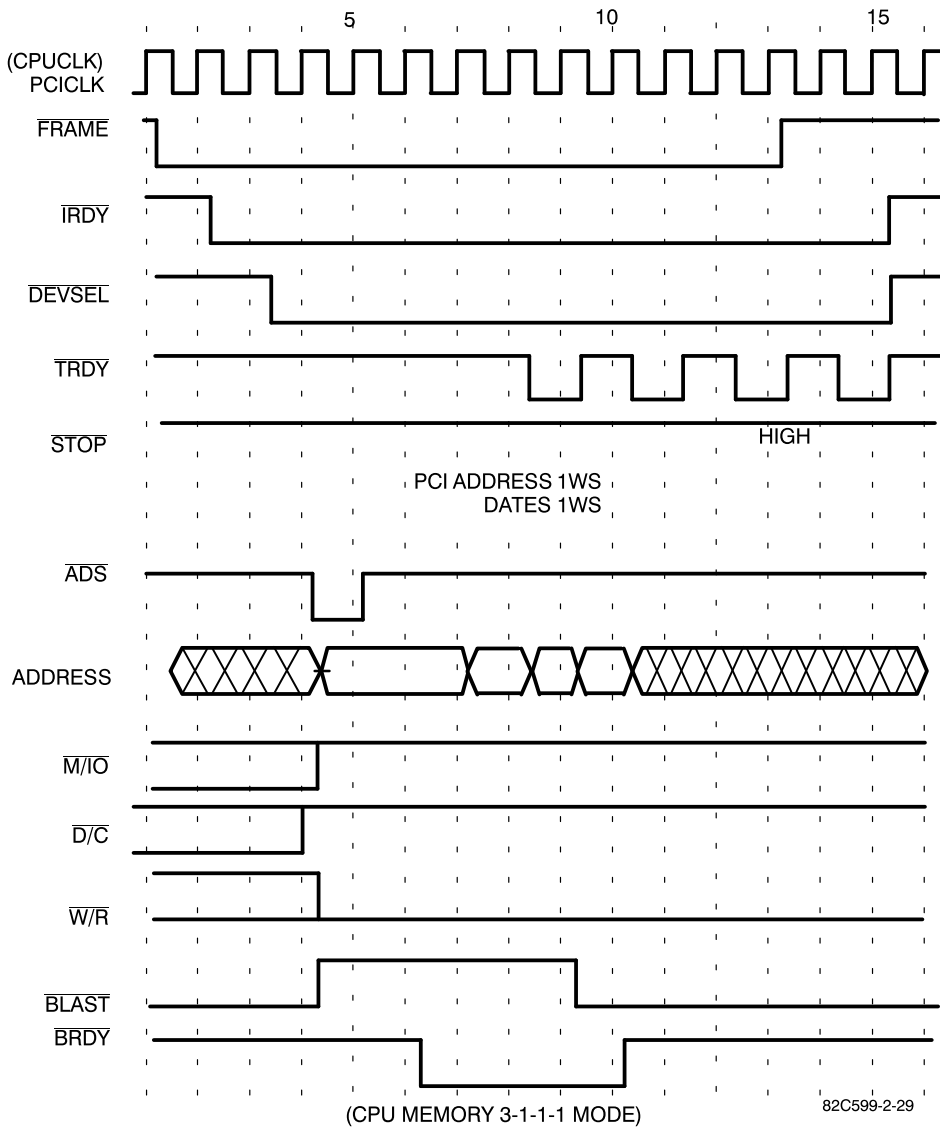 5 10 15
(CPUCLK)
PCICLK
FRAME
IRDY
DEVSEL
TRDY
STOP
HIGH
PCI ADDRESS 1WS
DATES 1WS
ADS
ADDRESS
M/IO
D/C
W/R
BLAST
BRDY
(CPU MEMORY 3-1-1-1 MODE)
82C599-2-29